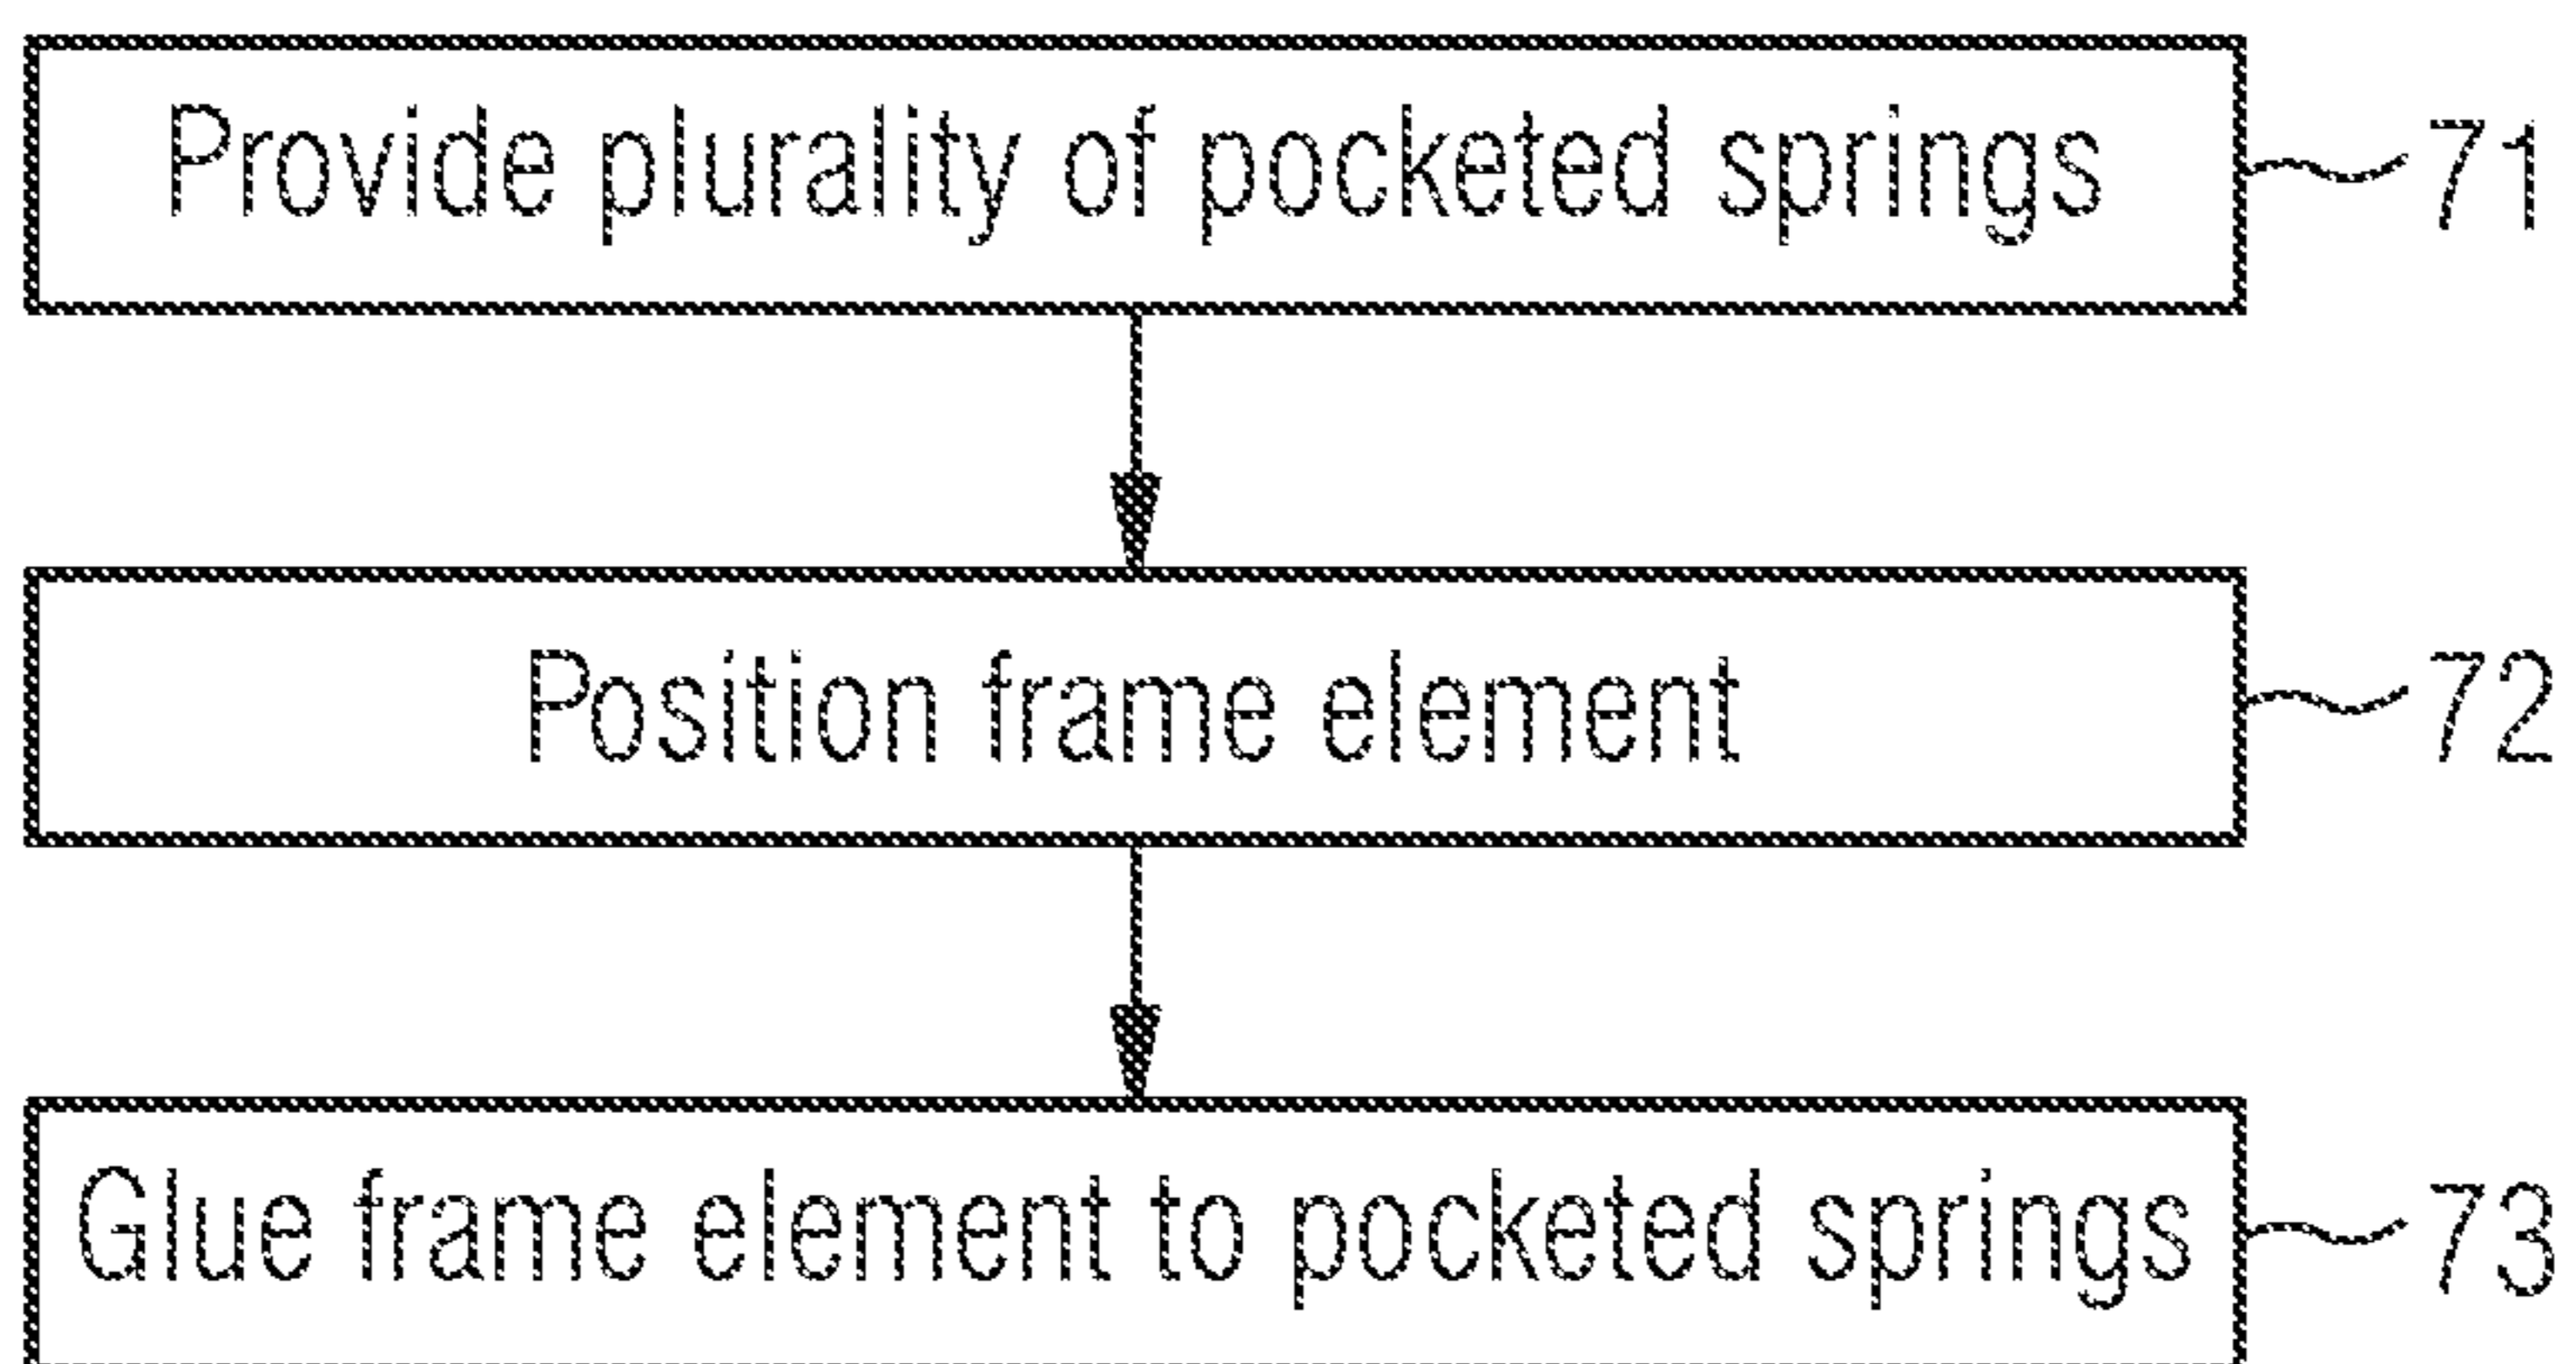 Provide plurality of pocketed springs 71
Position frame element 72
Glue frame element to pocketed springs 73